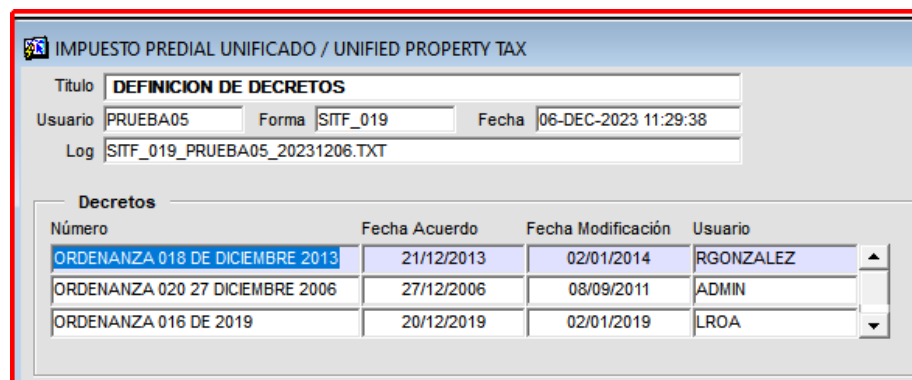 IMPUESTO PREDIAL UNIFICADO / UNIFIED PROPERTY TAX
Titulo DEFINICION DE DECRETOS
Usuario PRUEBA05 Forma SITF_019 Fecha 06-DEC-2023 11:29:38
Log SITF_019_PRUEBA05_20231206.TXT
Decretos
Número Fecha Acuerdo Fecha Modificación Usuario
ORDENANZA 018 DE DICIEMBRE 2013 21/12/2013 02/01/2014 RGONZALEZ
ORDENANZA 020 27 DICIEMBRE 2006 27/12/2006 08/09/2011 ADMIN
ORDENANZA 016 DE 2019 20/12/2019 02/01/2019 LROA